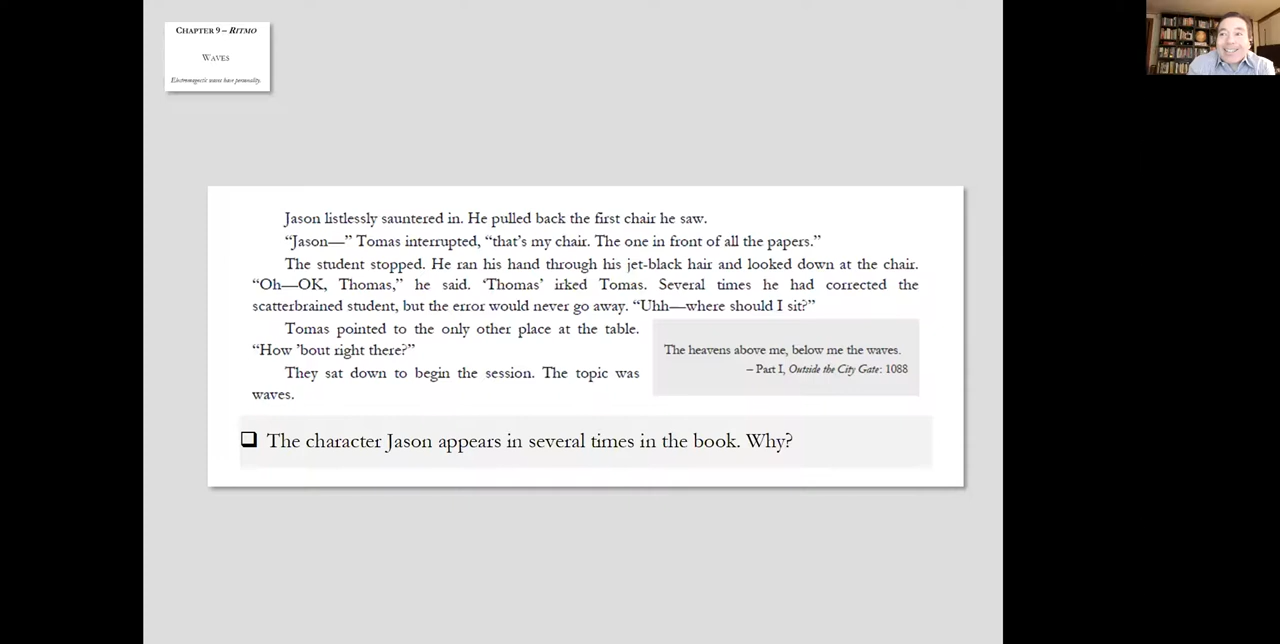 CHAPTER 9 – RITMO
WAVES
Electromagnetic waves have personality.
Jason listlessly sauntered in. He pulled back the first chair he saw.
“Jason—” Tomas interrupted, “that’s my chair. The one in front of all the papers.”
The student stopped. He ran his hand through his jet-black hair and looked down at the chair.
“Oh—OK, Thomas,” he said. ‘Thomas’ irked Tomas. Several times he had corrected the
scatterbrained student, but the error would never go away. “Uhh—where should I sit?”
Tomas pointed to the only other place at the table.
“How ’bout right there?”
They sat down to begin the session. The topic was
waves.
The heavens above me, below me the waves.
– Part I, Outside the City Gate: 1088
❑ The character Jason appears in several times in the book. Why?